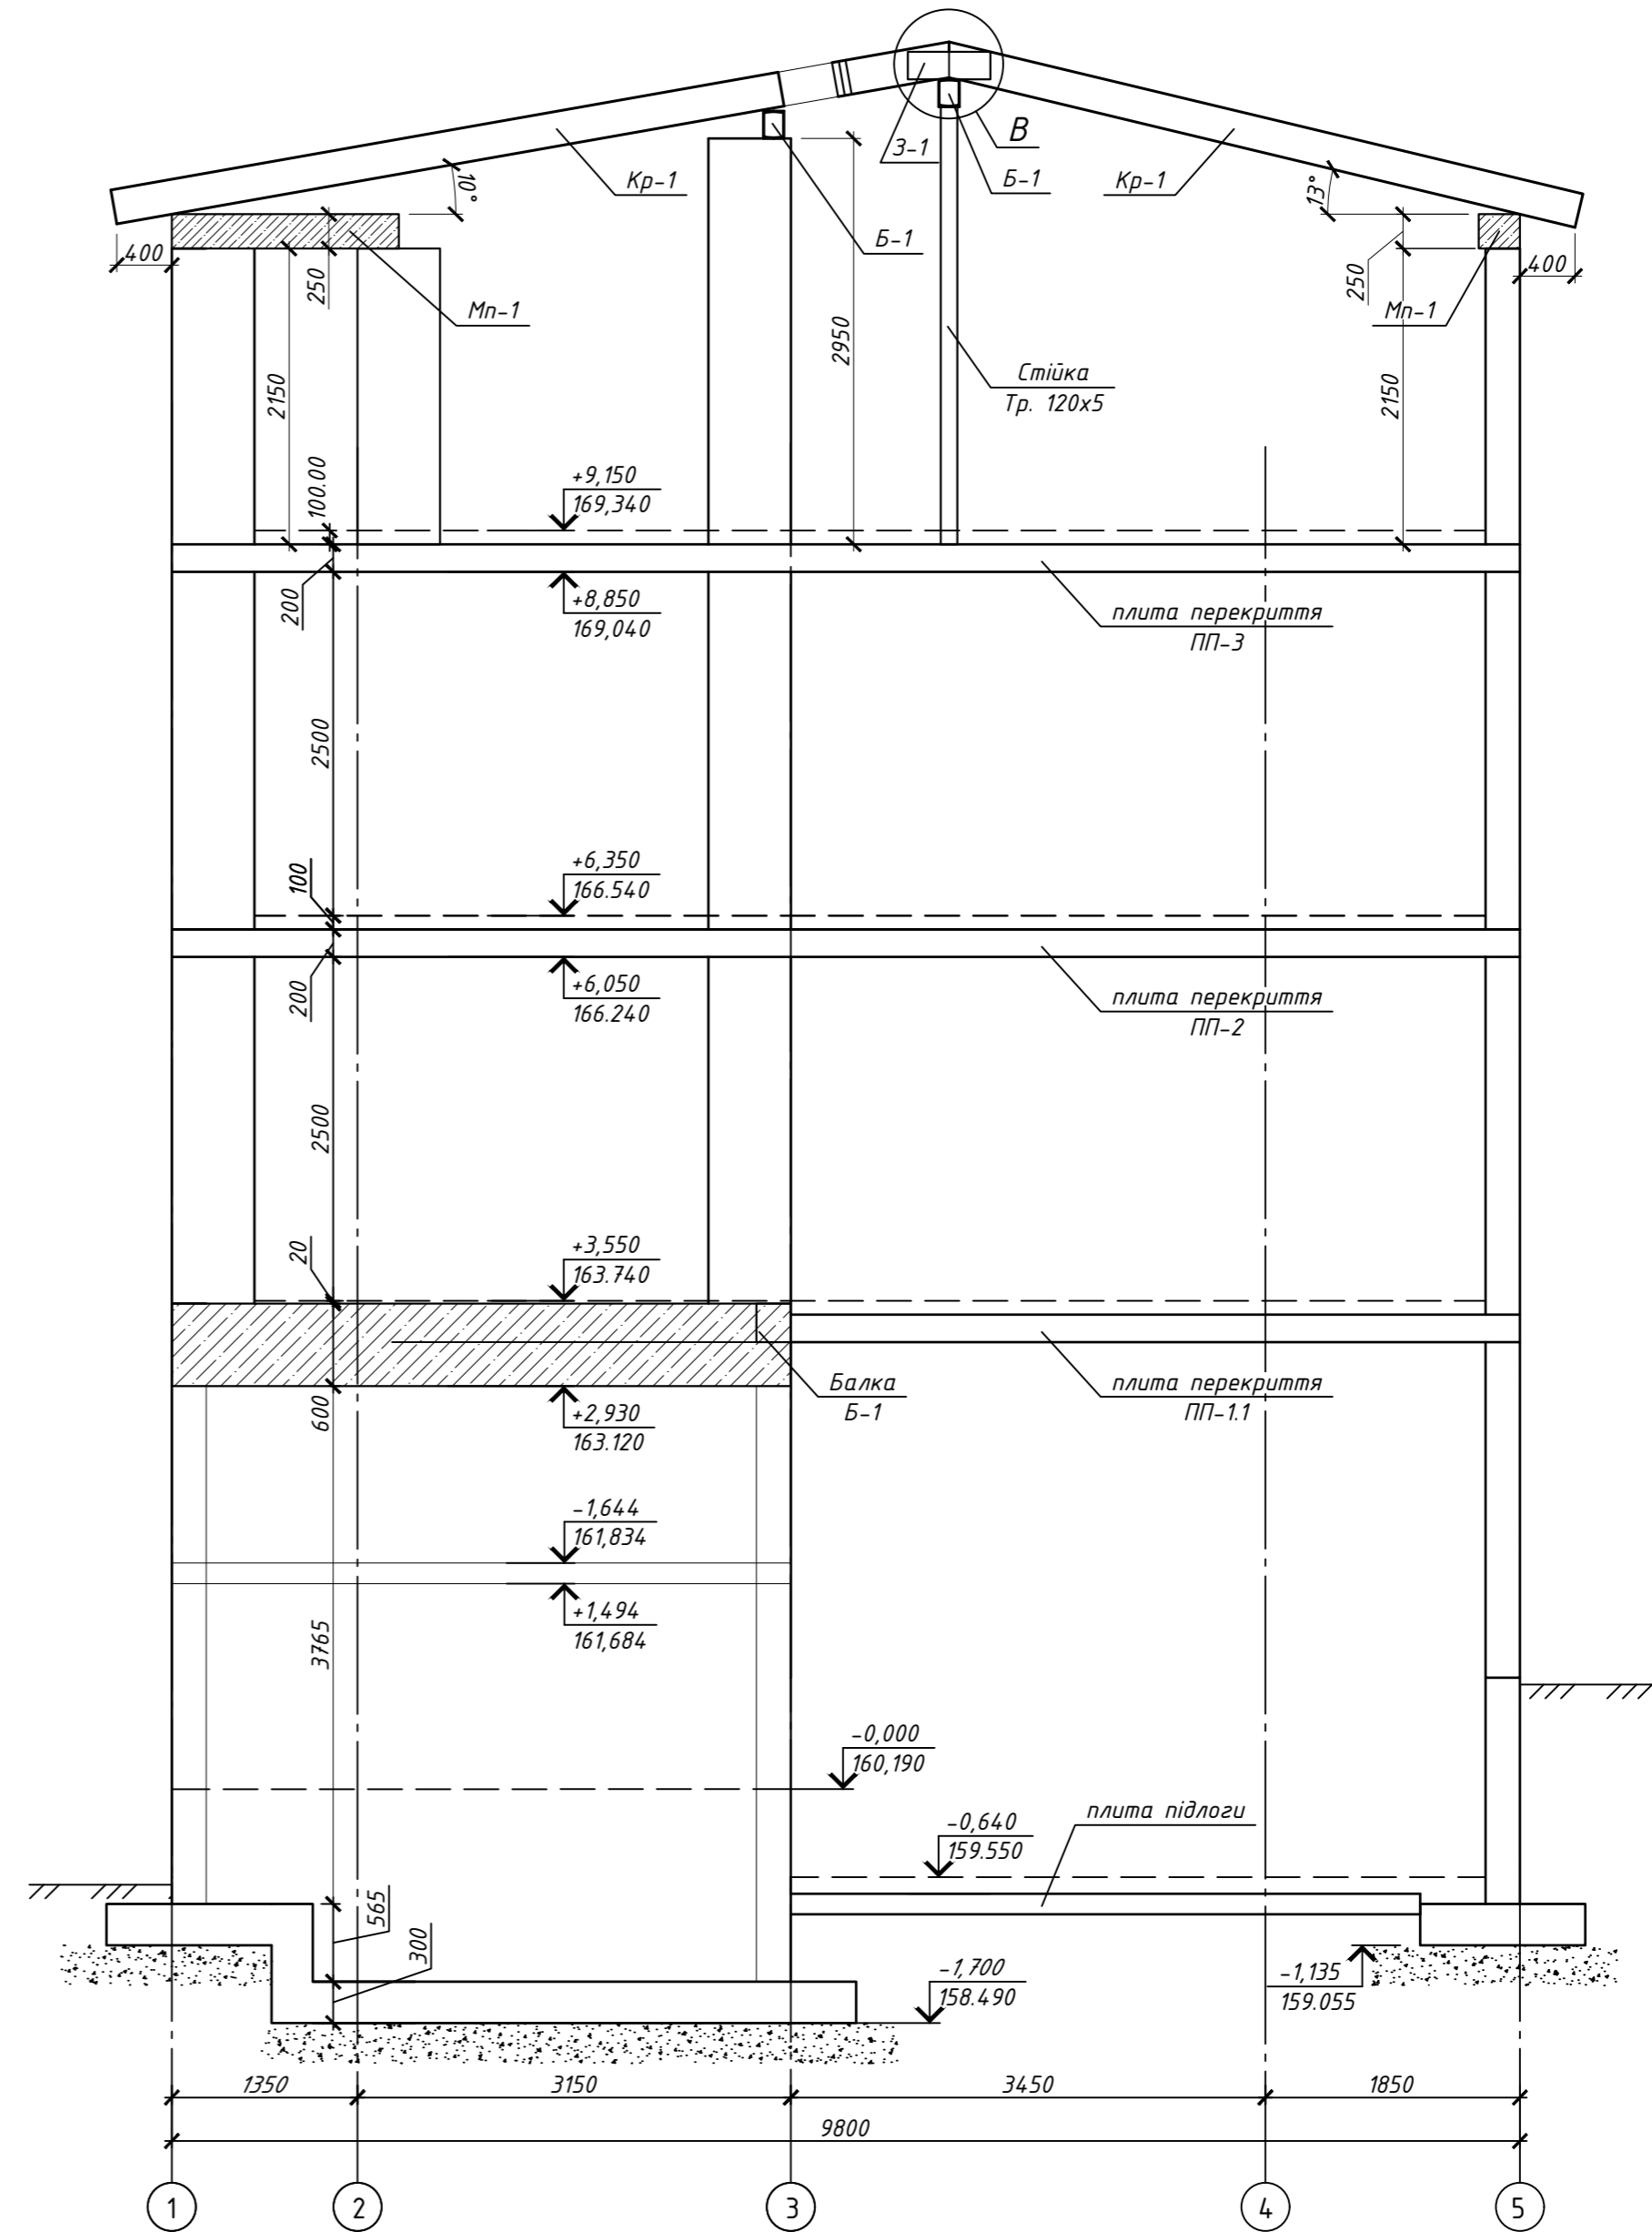 В
З-1
Кр-1
Б-1
Кр-1
10°
13°
Б-1
400
250
250
400
Мп-1
Мп-1
2950
Стійка
Тр. 120х5
2150
2150
100.00
+9,150
169,340
200
+8,850
169,040
плита перекриття
ПП-3
2500
100
+6,350
166.540
200
+6,050
166.240
плита перекриття
ПП-2
2500
20
+3,550
163.740
600
+2,930
163.120
Балка
Б-1
плита перекриття
ПП-1.1
-1,644
161,834
+1,494
161,684
3765
-0,000
160,190
-0,640
159.550
плита підлоги
565
300
-1,700
158.490
-1,135
159.055
1350
3150
3450
1850
9800
1
2
3
4
5